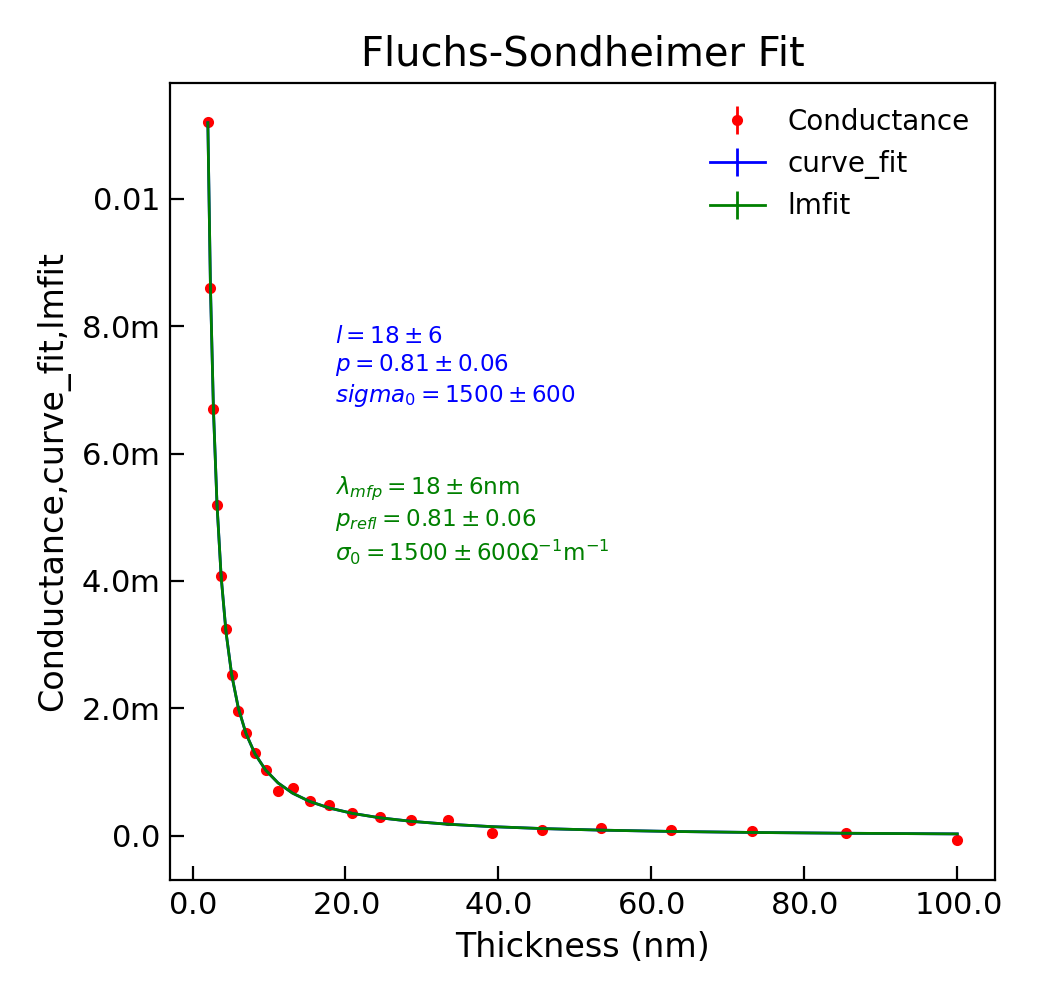 Fluchs-Sondheimer Fit
Conductance
curve_fit
lmfit
0.01
8.0m
6.0m
4.0m
2.0m
0.0
Conductance,curve_fit,lmfit
l = 18 ± 6
p = 0.81 ± 0.06
sigma₀ = 1500 ± 600
λ_mfp = 18 ± 6nm
p_refl = 0.81 ± 0.06
σ₀ = 1500 ± 600Ω⁻¹m⁻¹
0.0 20.0 40.0 60.0 80.0 100.0
Thickness (nm)